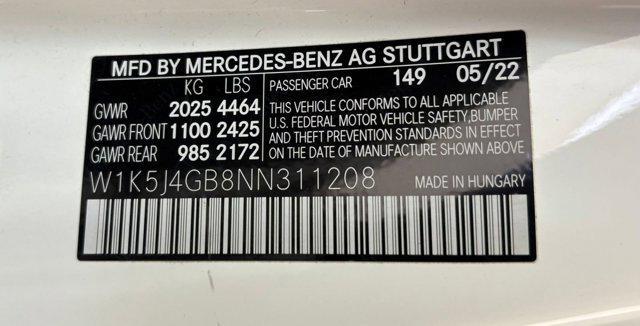 MFD BY MERCEDES-BENZ AG STUTTGART
KG LBS PASSENGER CAR 149 05/22
GVWR 2025 4464 THIS VEHICLE CONFORMS TO ALL APPLICABLE
U.S. FEDERAL MOTOR VEHICLE SAFETY, BUMPER
GAWR FRONT 1100 2425 AND THEFT PREVENTION STANDARDS IN EFFECT
GAWR REAR 985 2172 ON THE DATE OF MANUFACTURE SHOWN ABOVE
W1K5J4GB8NN311208 MADE IN HUNGARY